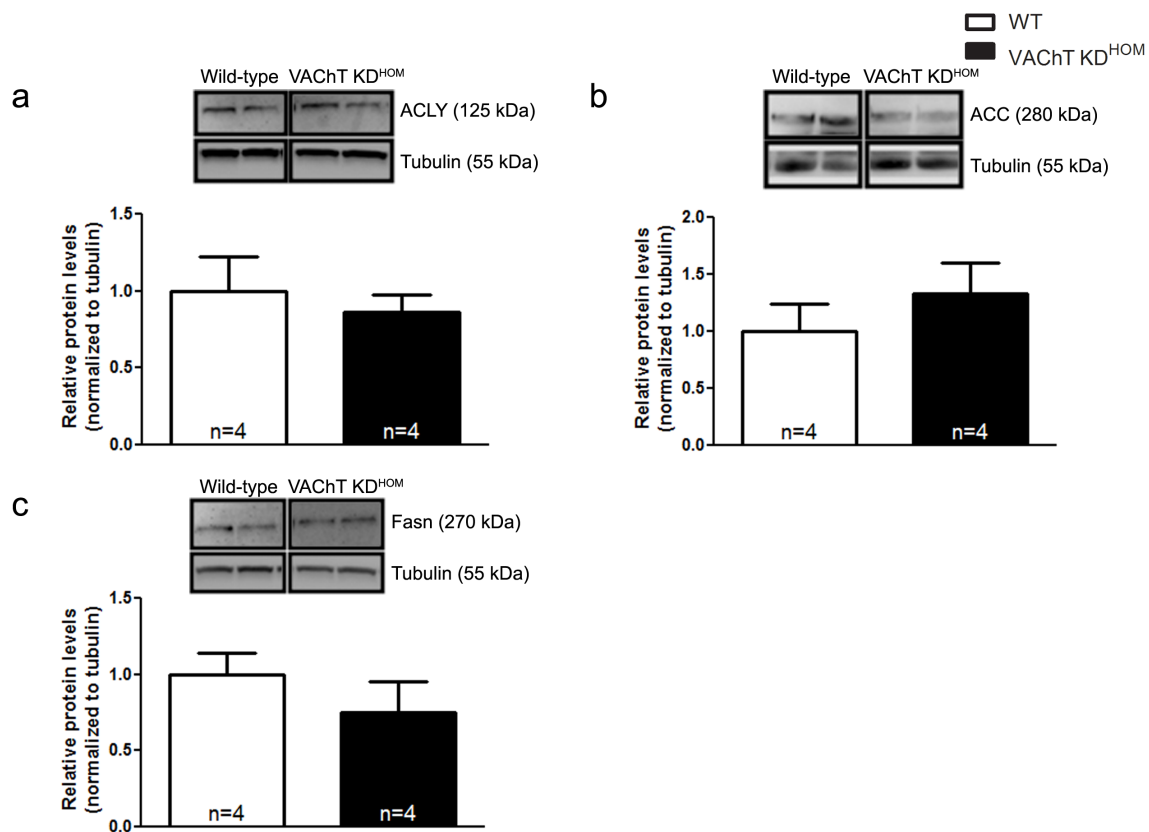 WT
VAChT KDHOM
a
Wild-type VAChT KDHOM
ACLY (125 kDa)
Tubulin (55 kDa)
Relative protein levels
(normalized to tubulin)
1.5
1.0
0.5
0.0
n=4
n=4
b
Wild-type VAChT KDHOM
ACC (280 kDa)
Tubulin (55 kDa)
Relative protein levels
(normalized to tubulin)
2.0
1.5
1.0
0.5
0.0
n=4
n=4
c
Wild-type VAChT KDHOM
Fasn (270 kDa)
Tubulin (55 kDa)
Relative protein levels
(normalized to tubulin)
1.5
1.0
0.5
0.0
n=4
n=4